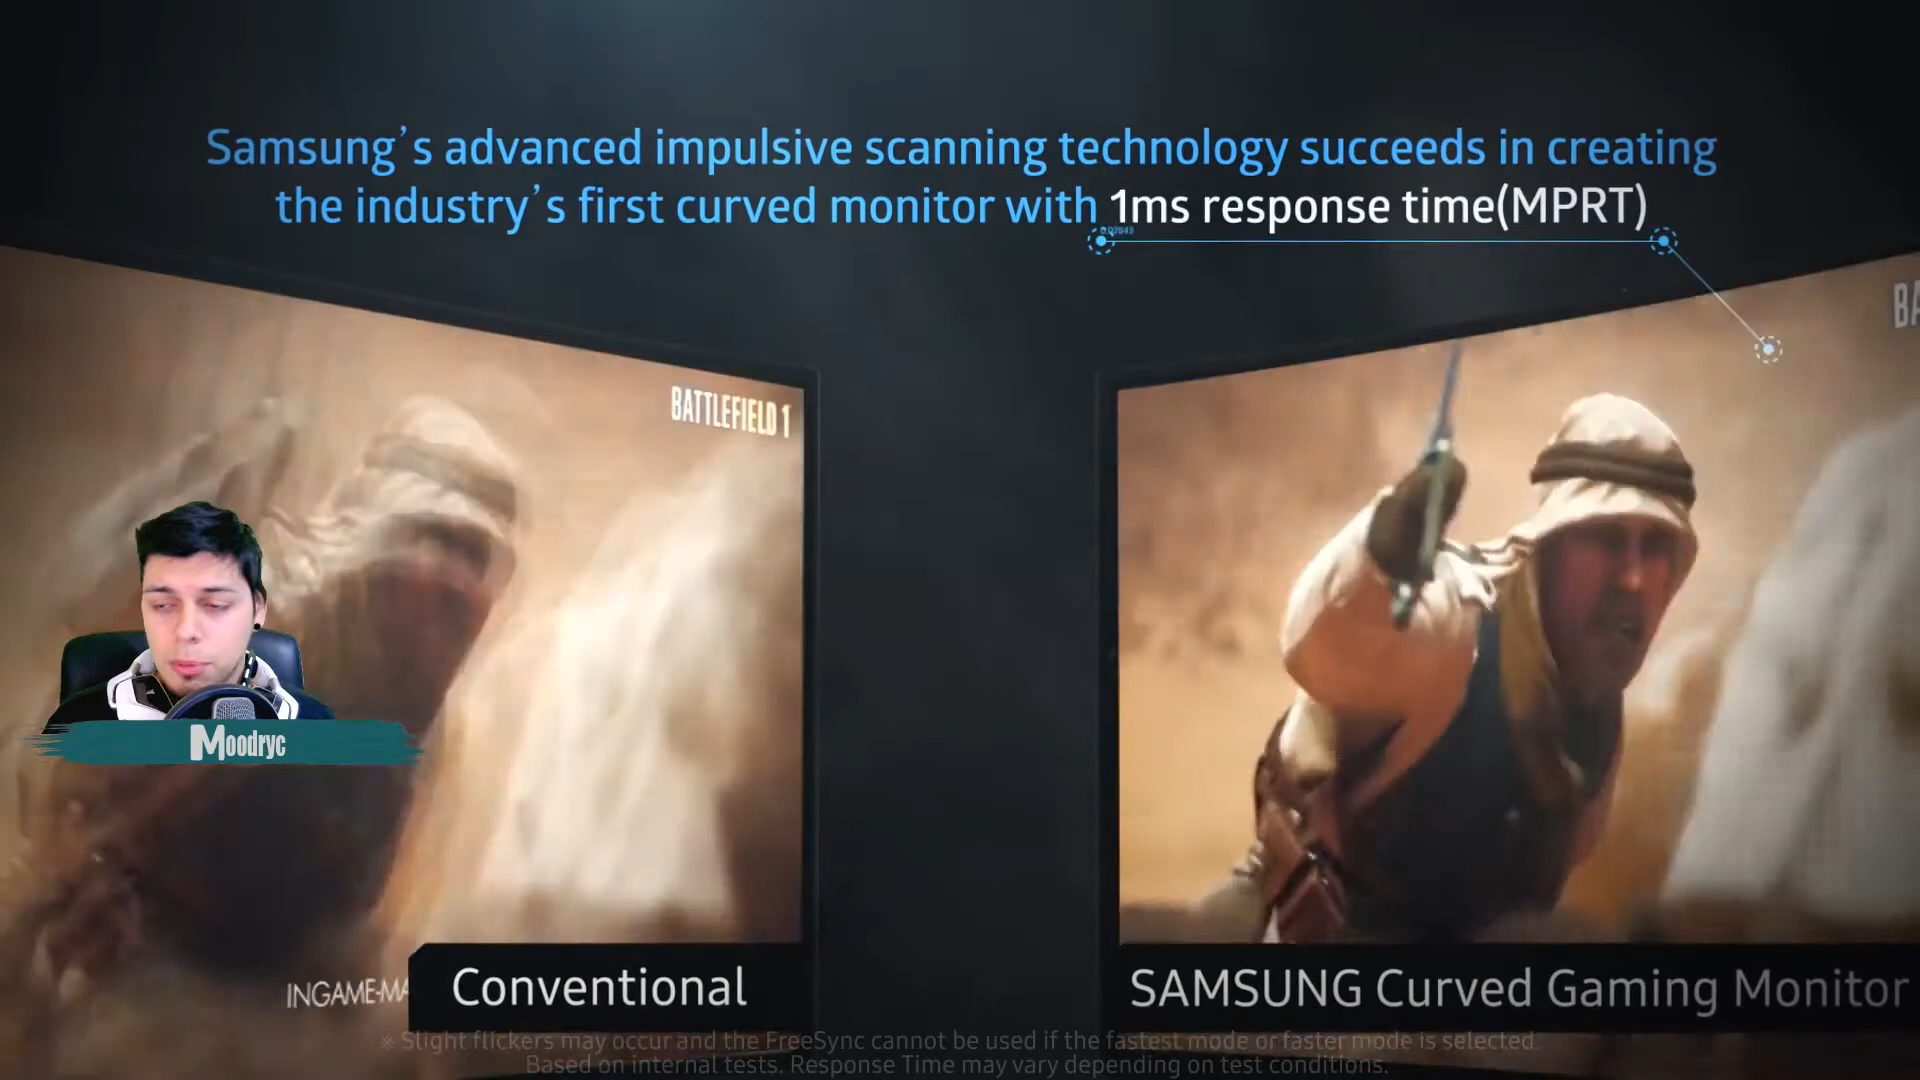 Samsung's advanced impulsive scanning technology succeeds in creating
the industry's first curved monitor with 1ms response time(MPRT)
BATTLEFIELD 1
BA
Moodryc
INGAME-MA
Conventional
SAMSUNG Curved Gaming Monitor
※ Slight flickers may occur and the FreeSync cannot be used if the fastest mode or faster mode is selected.
Based on internal tests. Response Time may vary depending on test conditions.